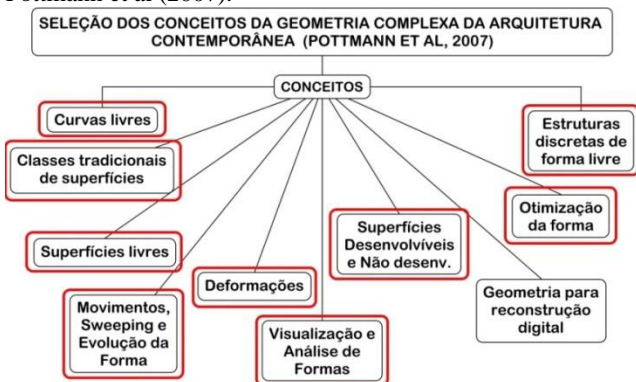 Pottmann et al (2007).
SELEÇÃO DOS CONCEITOS DA GEOMETRIA COMPLEXA DA ARQUITETURA
CONTEMPORÂNEA (POTTMANN ET AL, 2007)
CONCEITOS
Curvas livres
Classes tradicionais
de superfícies
Superfícies livres
Movimentos,
Sweeping e
Evolução da
Forma
Deformações
Visualização e
Análise de
Formas
Superfícies
Desenvolvíveis
e Não desenv.
Geometria para
reconstrução
digital
Otimização
da forma
Estruturas
discretas de
forma livre